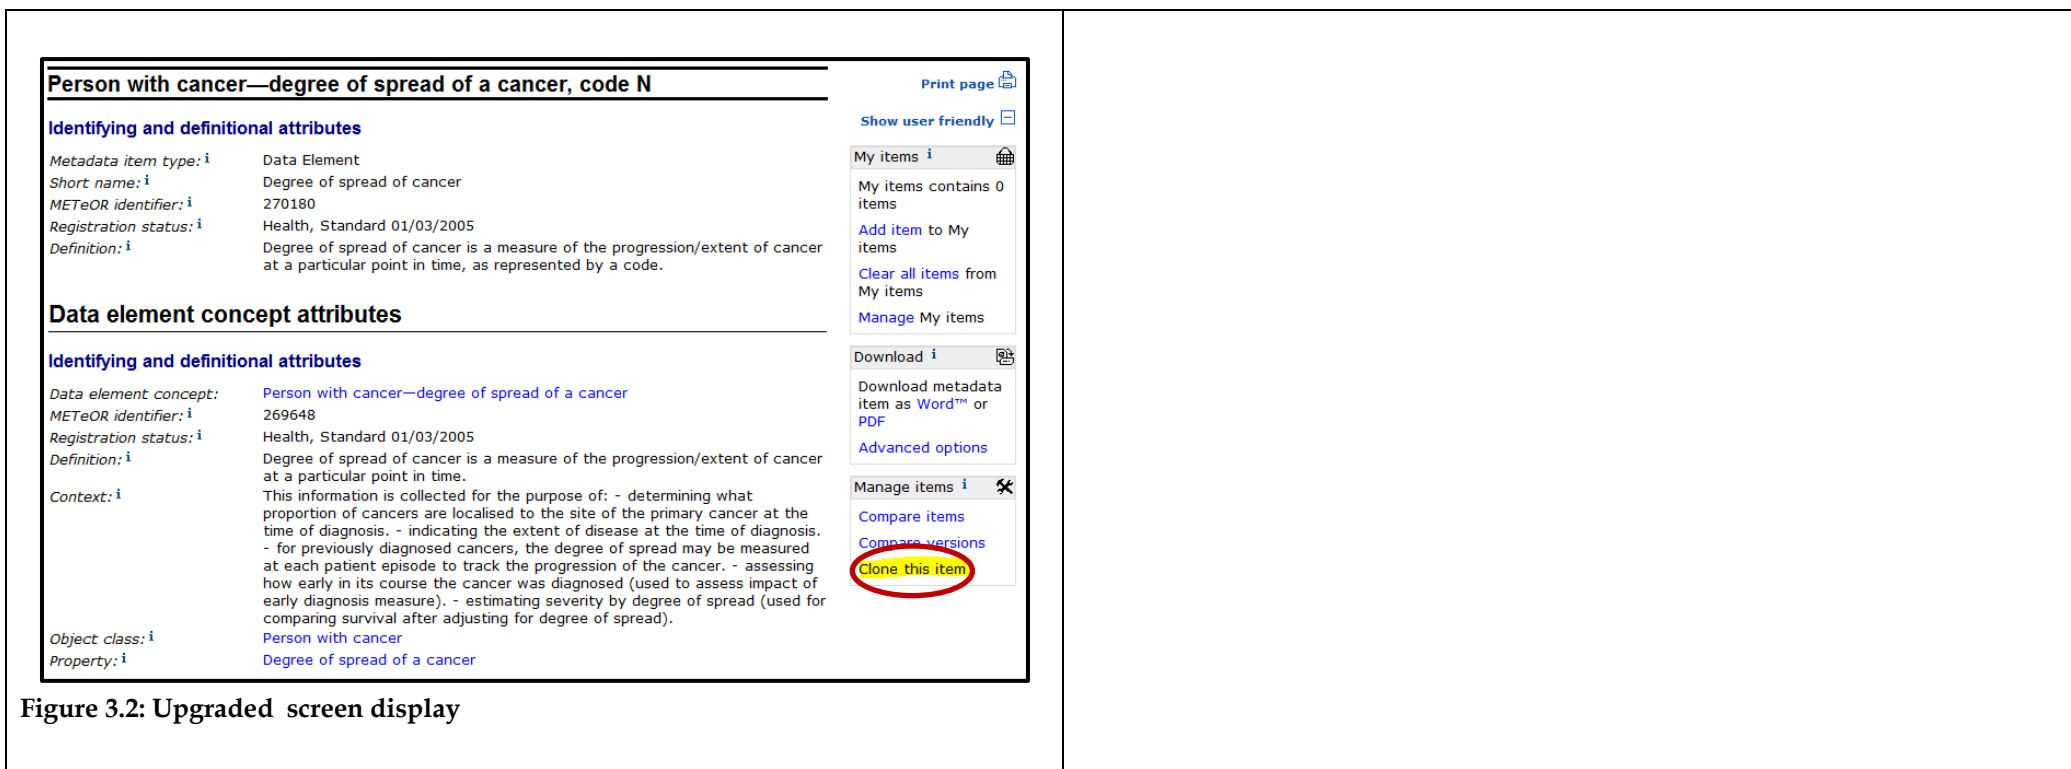 Person with cancer—degree of spread of a cancer, code N
Identifying and definitional attributes
Metadata item type: i Data Element
Short name: i Degree of spread of cancer
METeOR identifier: i 270180
Registration status: i Health, Standard 01/03/2005
Definition: i Degree of spread of cancer is a measure of the progression/extent of cancer
at a particular point in time, as represented by a code.
Data element concept attributes
Identifying and definitional attributes
Data element concept: Person with cancer—degree of spread of a cancer
METeOR identifier: i 269648
Registration status: i Health, Standard 01/03/2005
Definition: i Degree of spread of cancer is a measure of the progression/extent of cancer
at a particular point in time.
Context: i This information is collected for the purpose of: - determining what
proportion of cancers are localised to the site of the primary cancer at the
time of diagnosis. - indicating the extent of disease at the time of diagnosis.
- for previously diagnosed cancers, the degree of spread may be measured
at each patient episode to track the progression of the cancer. - assessing
how early in its course the cancer was diagnosed (used to assess impact of
early diagnosis measure). - estimating severity by degree of spread (used for
comparing survival after adjusting for degree of spread).
Object class: i Person with cancer
Property: i Degree of spread of a cancer
Print page
Show user friendly
My items i
My items contains 0
items
Add item to My
items
Clear all items from
My items
Manage My items
Download i
Download metadata
item as Word™ or
PDF
Advanced options
Manage items i
Compare items
Compare versions
Clone this item
Figure 3.2: Upgraded screen display